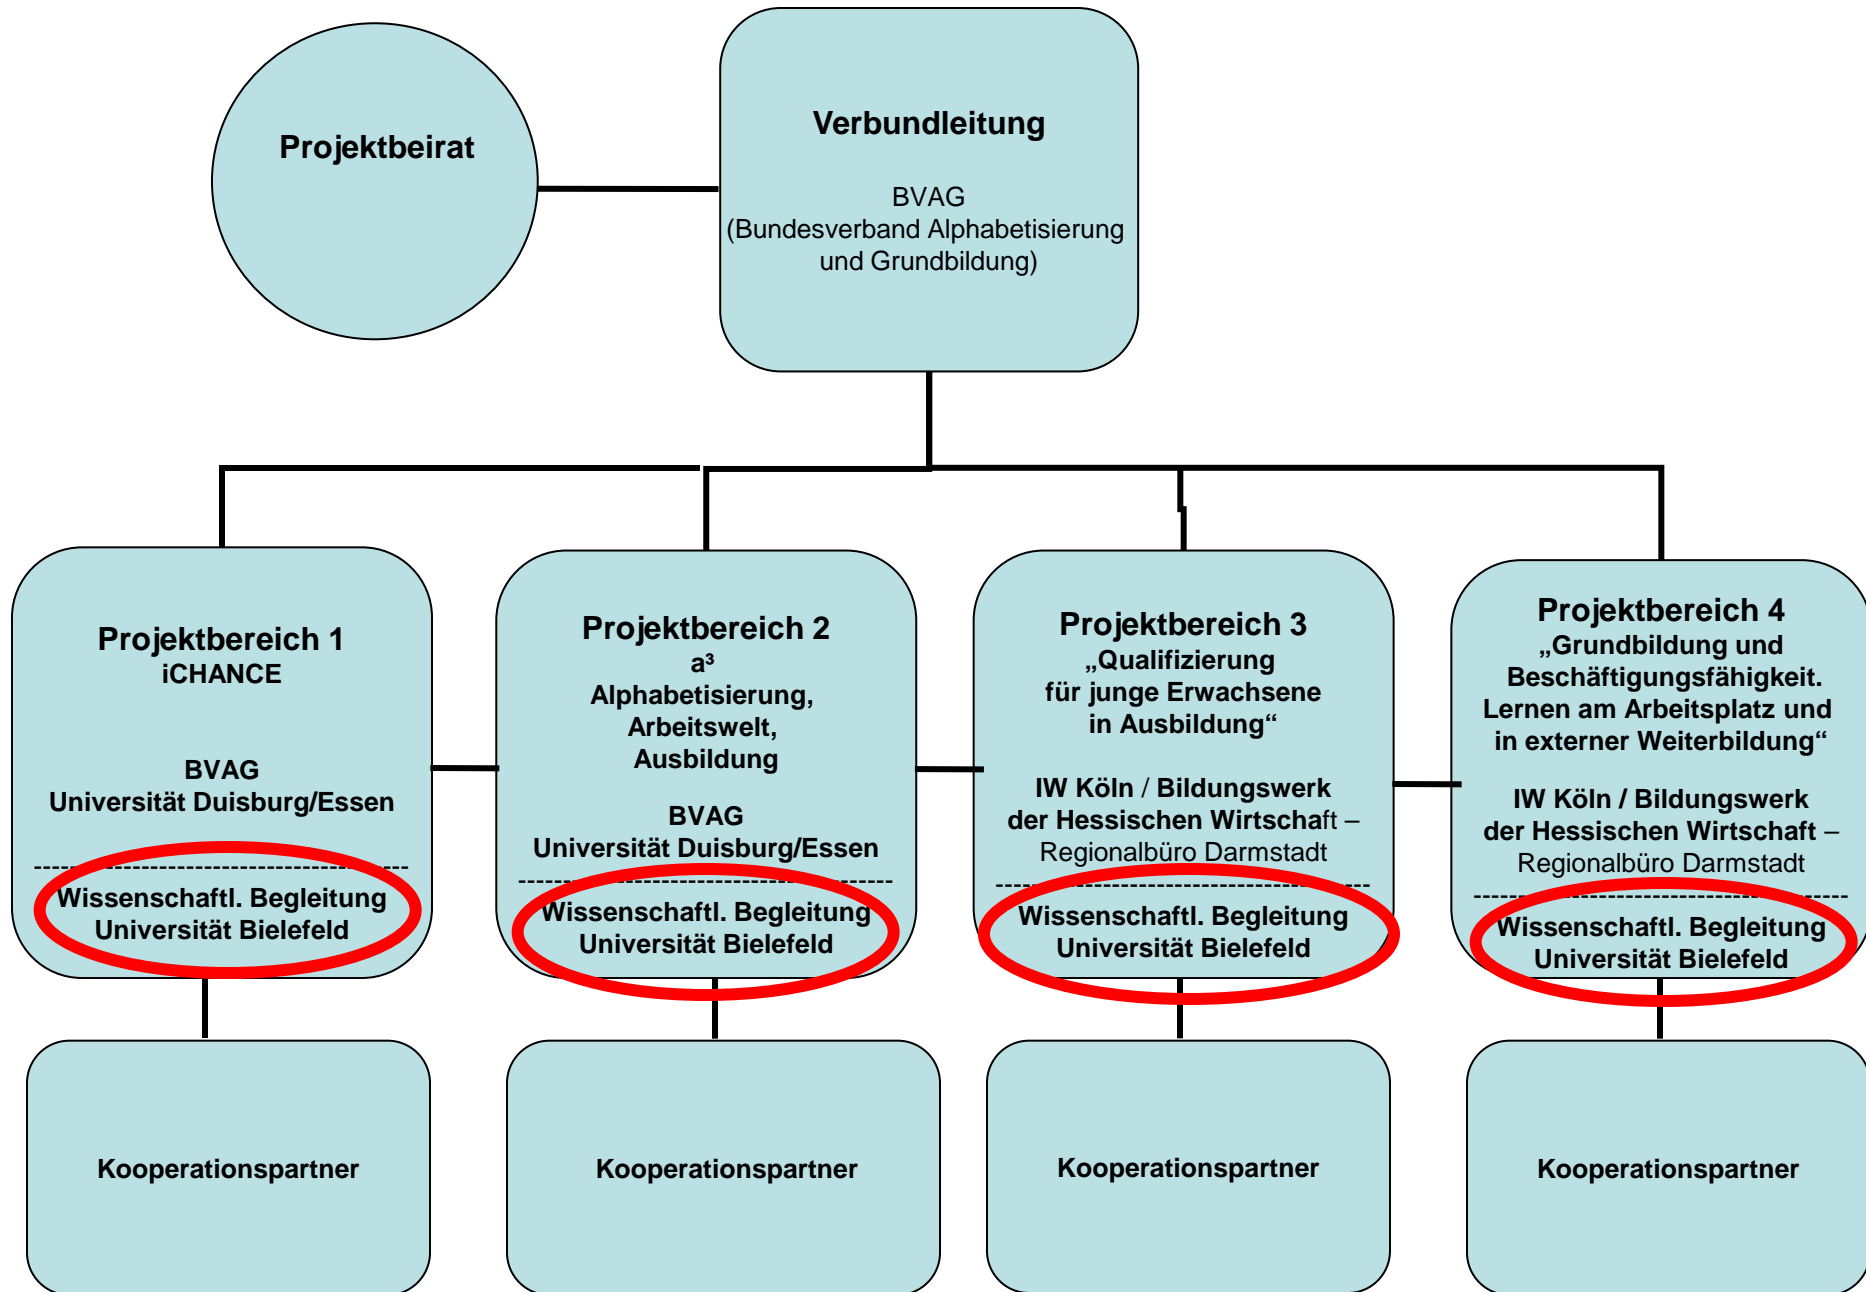 Projektbeirat
Verbundleitung
BVAG
(Bundesverband Alphabetisierung
und Grundbildung)
Projektbereich 1
iCHANCE
BVAG
Universität Duisburg/Essen
Wissenschaftl. Begleitung
Universität Bielefeld
Projektbereich 2
a³
Alphabetisierung,
Arbeitswelt,
Ausbildung
BVAG
Universität Duisburg/Essen
Wissenschaftl. Begleitung
Universität Bielefeld
Projektbereich 3
„Qualifizierung
für junge Erwachsene
in Ausbildung“
IW Köln / Bildungswerk
der Hessischen Wirtschaft –
Regionalbüro Darmstadt
Wissenschaftl. Begleitung
Universität Bielefeld
Projektbereich 4
„Grundbildung und
Beschäftigungsfähigkeit.
Lernen am Arbeitsplatz und
in externer Weiterbildung“
IW Köln / Bildungswerk
der Hessischen Wirtschaft –
Regionalbüro Darmstadt
Wissenschaftl. Begleitung
Universität Bielefeld
Kooperationspartner
Kooperationspartner
Kooperationspartner
Kooperationspartner